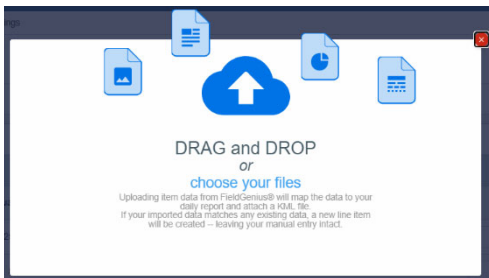 ngs
DRAG and DROP
or
choose your files
Uploading item data from FieldGenius® will map the data to your
daily report and attach a KML file.
If your imported data matches any existing data, a new line item
will be created – leaving your manual entry intact.